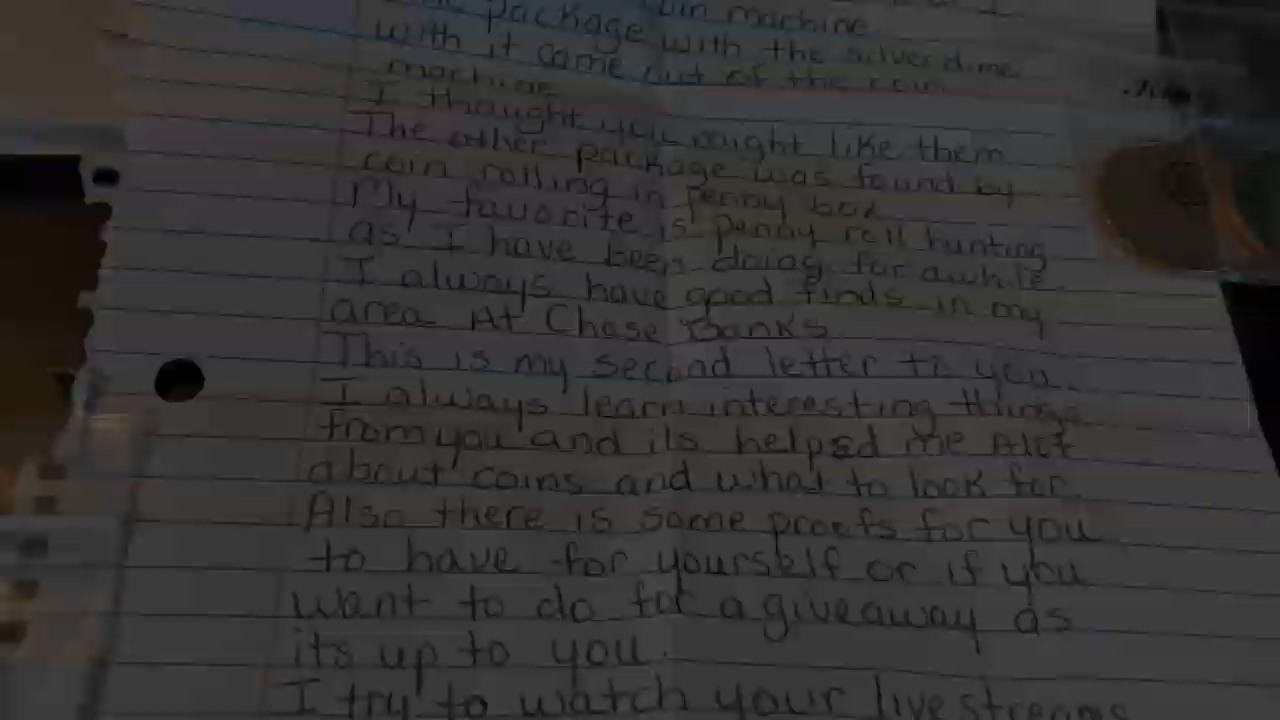 package coin machine
with the silver dime
with it came out of the coin
machine
I thought you might like them
The other package was found by
coin rolling in penny box
My favorite is penny roll hunting
as I have been doing for awhile.
I always have good finds in my
area At Chase Banks
This is my second letter to you.
I always learn interesting things
from you and its helped me alot
about coins and what to look for.
Also there is some proofs for you
to have for yourself or if you
want to do for a giveaway as
its up to you.
I try to watch your livestreams